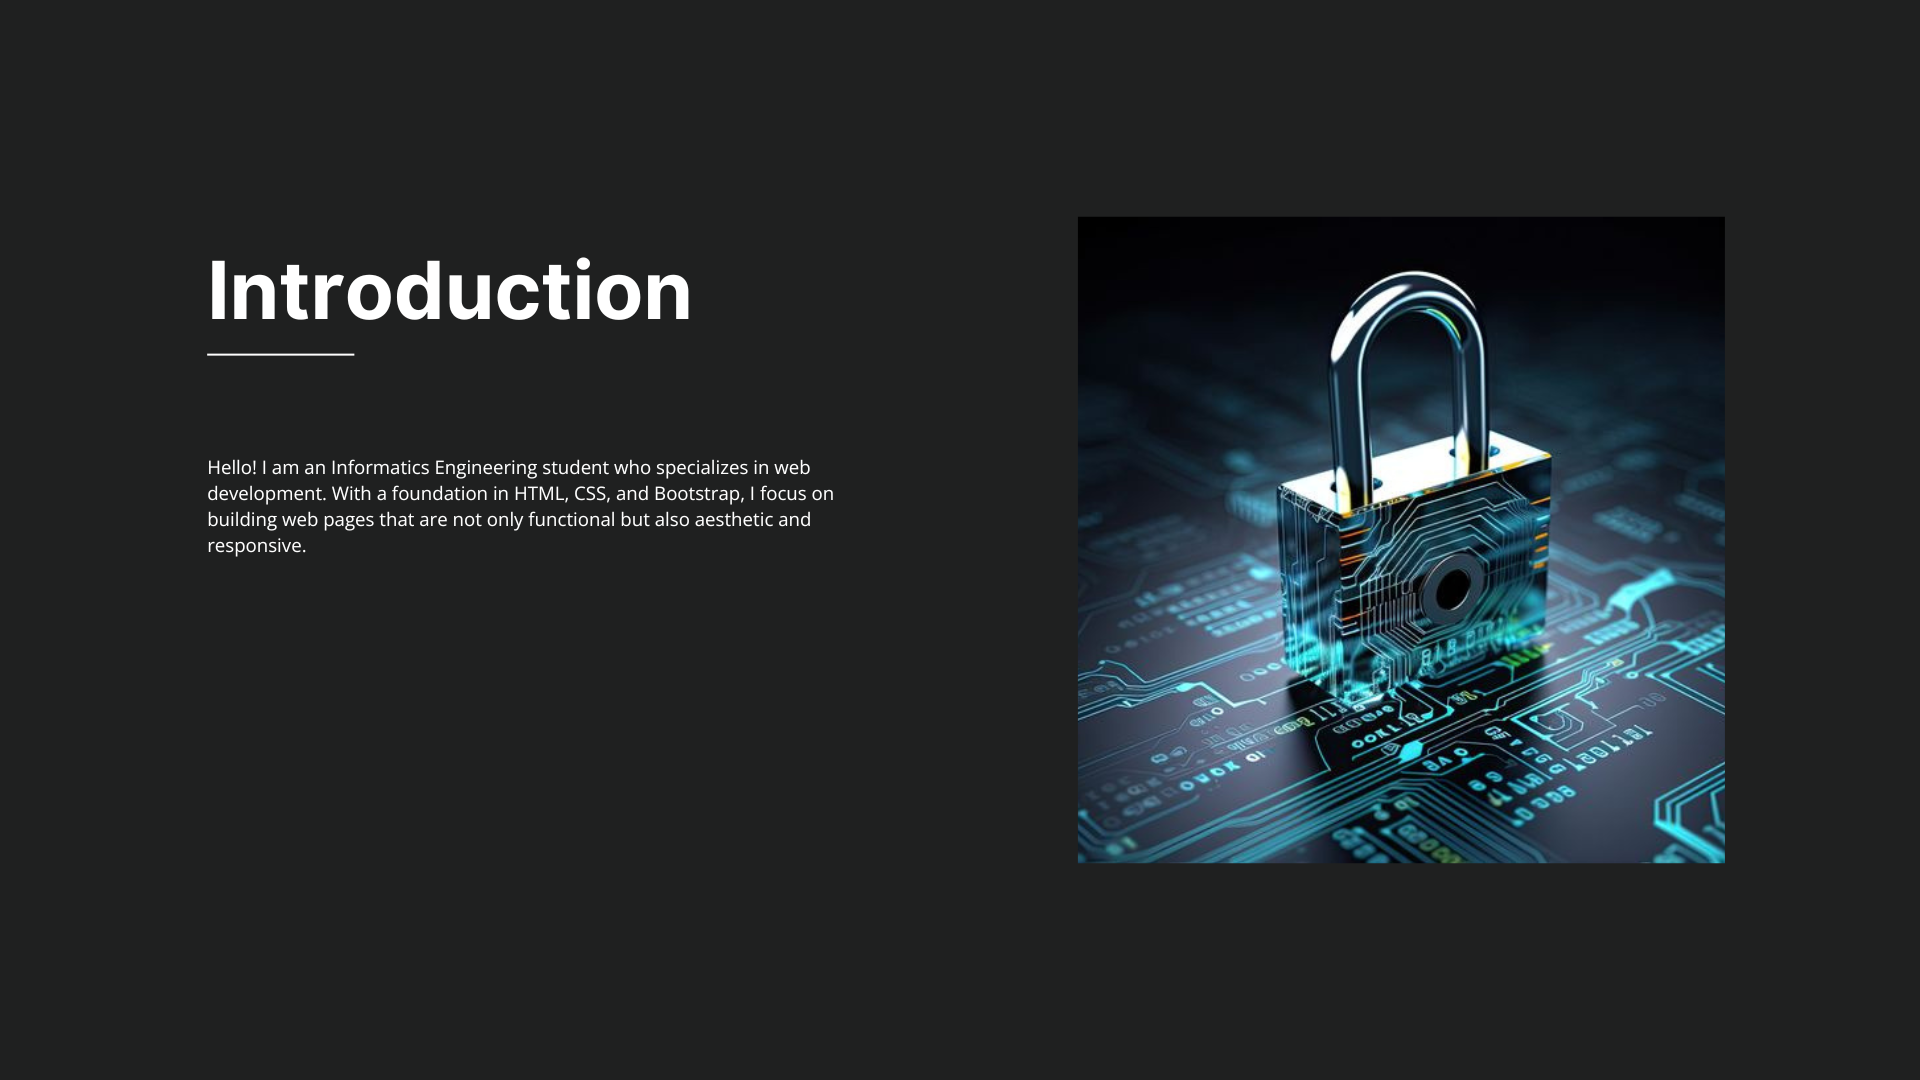 Introduction
Hello! I am an Informatics Engineering student who specializes in web
development. With a foundation in HTML, CSS, and Bootstrap, I focus on
building web pages that are not only functional but also aesthetic and
responsive.